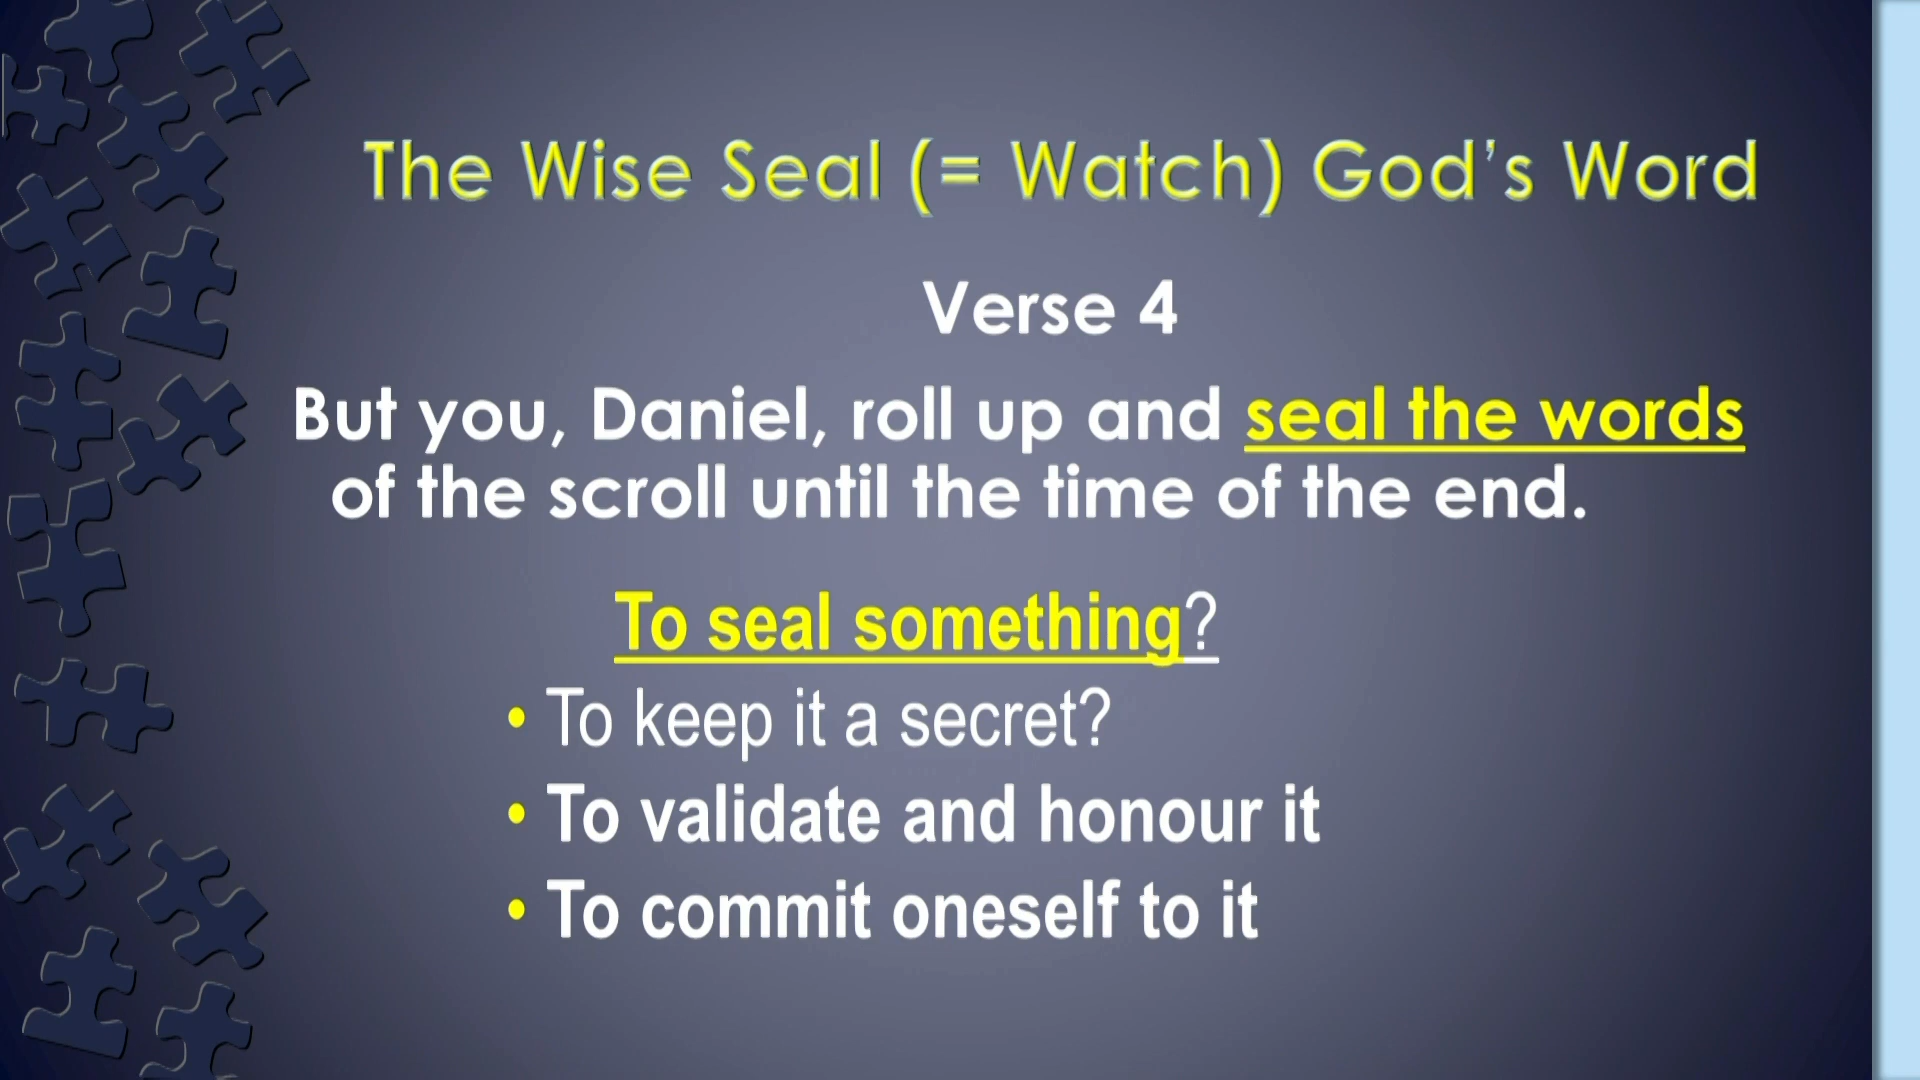 The Wise Seal (= Watch) God's Word
Verse 4
But you, Daniel, roll up and seal the words
of the scroll until the time of the end.
To seal something?
• To keep it a secret?
• To validate and honour it
• To commit oneself to it